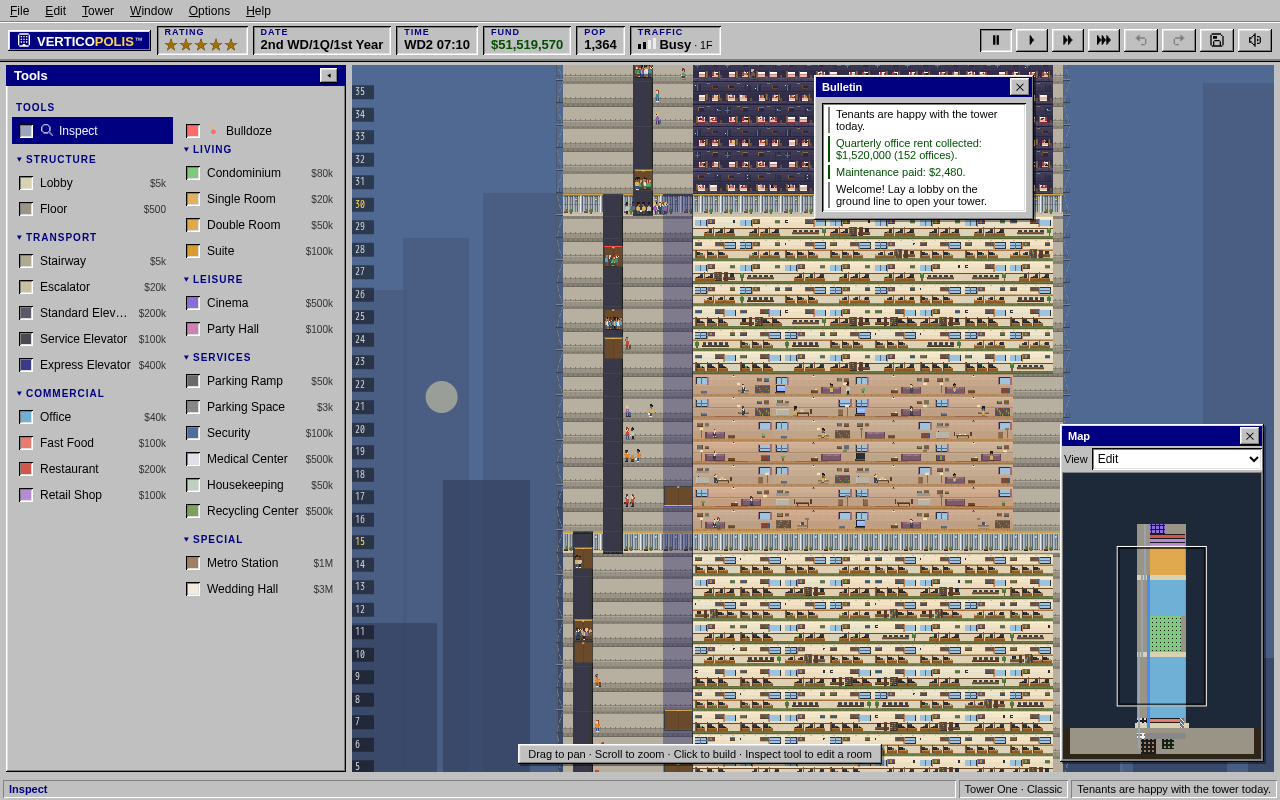 File Edit Tower Window Options Help
VERTICOPOLIS™
RATING
DATE
2nd WD/1Q/1st Year
TIME
WD2 07:10
FUND
$51,519,570
POP
1,364
TRAFFIC
Busy · 1F
Tools
TOOLS
Inspect
Bulldoze
STRUCTURE
Lobby $5k
Floor $500
TRANSPORT
Stairway $5k
Escalator $20k
Standard Elev… $200k
Service Elevator $100k
Express Elevator $400k
COMMERCIAL
Office $40k
Fast Food $100k
Restaurant $200k
Retail Shop $100k
LIVING
Condominium $80k
Single Room $20k
Double Room $50k
Suite $100k
LEISURE
Cinema $500k
Party Hall $100k
SERVICES
Parking Ramp $50k
Parking Space $3k
Security $100k
Medical Center $500k
Housekeeping $50k
Recycling Center $500k
SPECIAL
Metro Station $1M
Wedding Hall $3M
35
34
33
32
31
30
29
28
27
26
25
24
23
22
21
20
19
18
17
16
15
14
13
12
11
10
9
8
7
6
5
Bulletin
Tenants are happy with the tower
today.
Quarterly office rent collected:
$1,520,000 (152 offices).
Maintenance paid: $2,480.
Welcome! Lay a lobby on the
ground line to open your tower.
Map
View Edit
Drag to pan · Scroll to zoom · Click to build · Inspect tool to edit a room
Inspect
Tower One · Classic
Tenants are happy with the tower today.